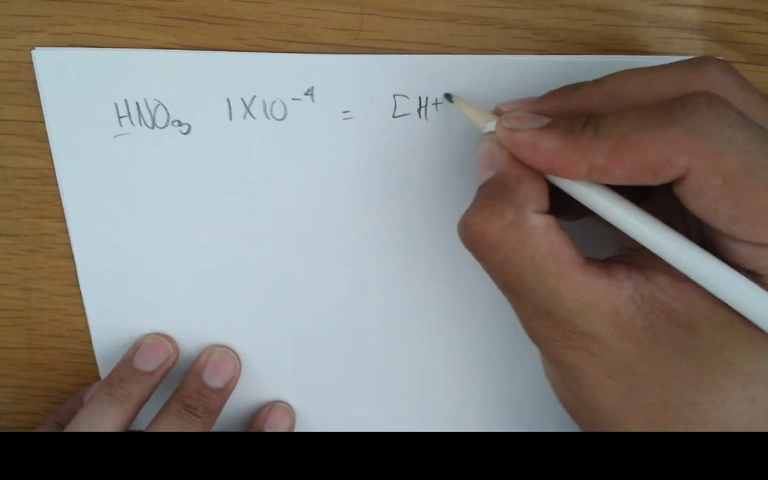 HNO₃ 1X10⁻⁴ = [H+